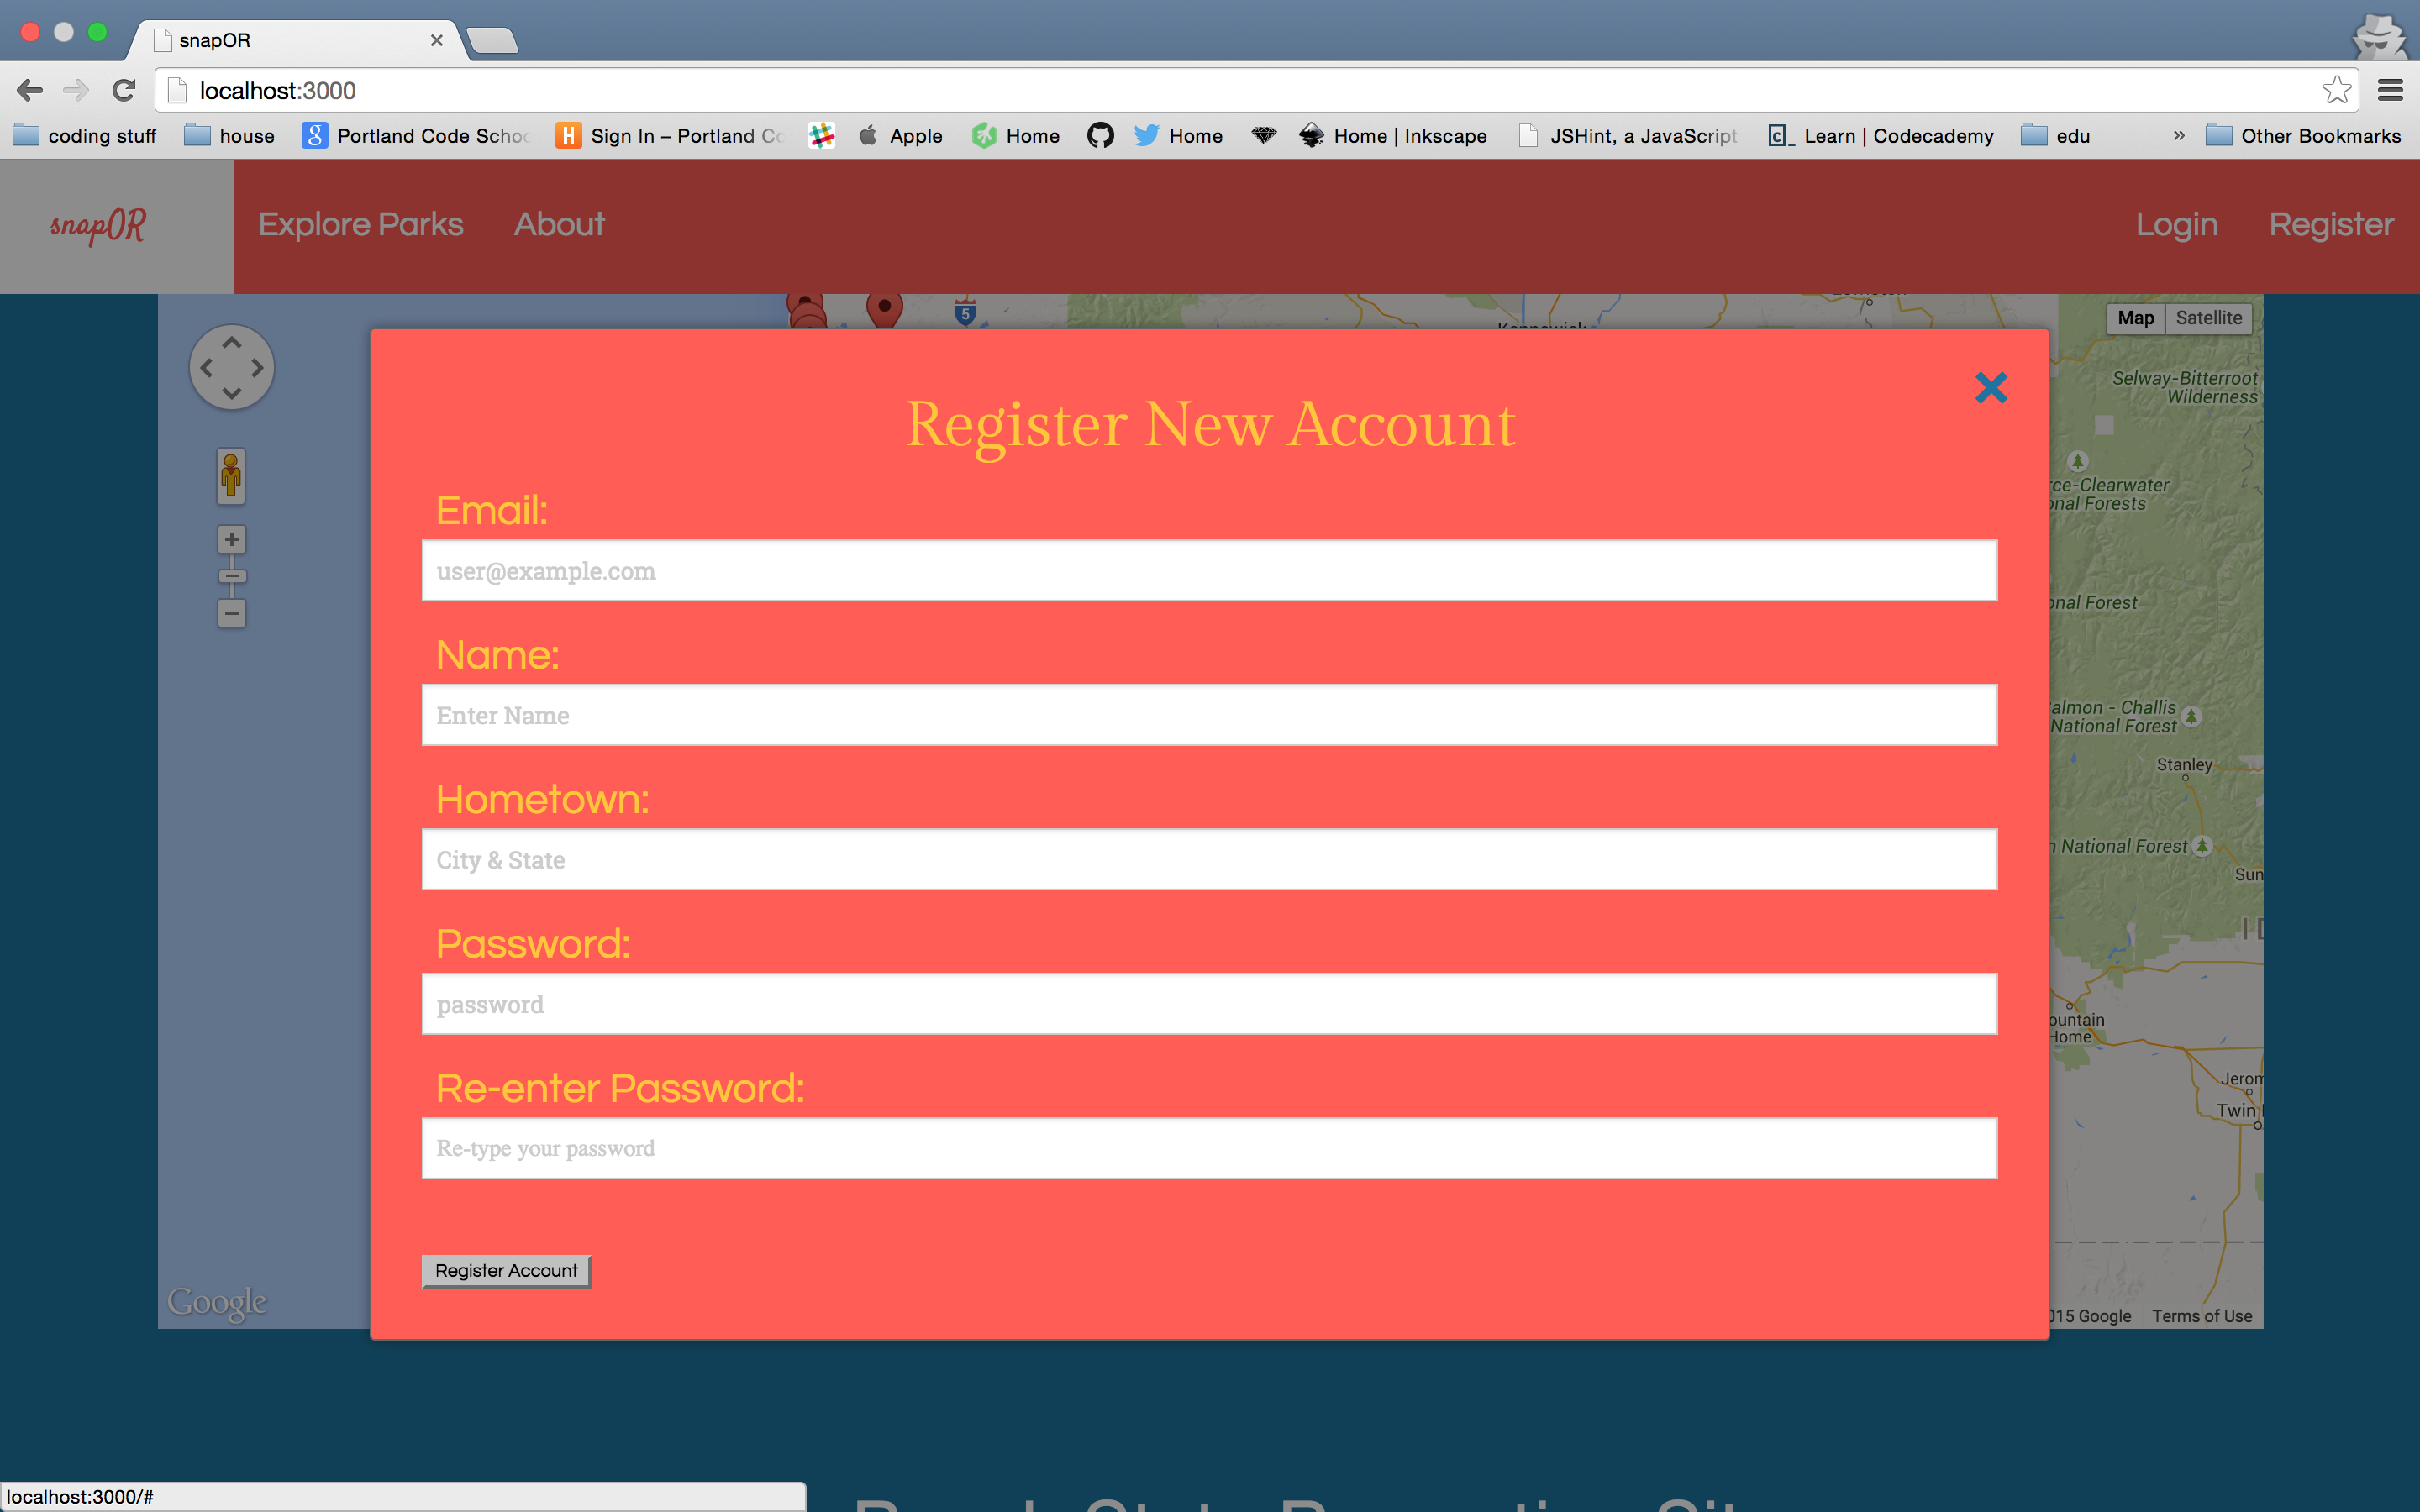 snapOR
localhost:3000
coding stuff house Portland Code Schoo Sign In – Portland Co Apple Home Home Home | Inkscape JSHint, a JavaScript Learn | Codecademy edu » Other Bookmarks
snapOR Explore Parks About Login Register
5
Map Satellite
Selway-Bitterroot
Wilderness
Register New Account
Email:
user@example.com
rce-Clearwater
onal Forests
onal Forest
Name:
Enter Name
almon - Challis
National Forest
Stanley
Hometown:
City & State
n National Forest
Sun
Password:
password
ountain
Home
Re-enter Password:
Re-type your password
Jerom
Twin
Register Account
Google
015 Google Terms of Use
localhost:3000/#